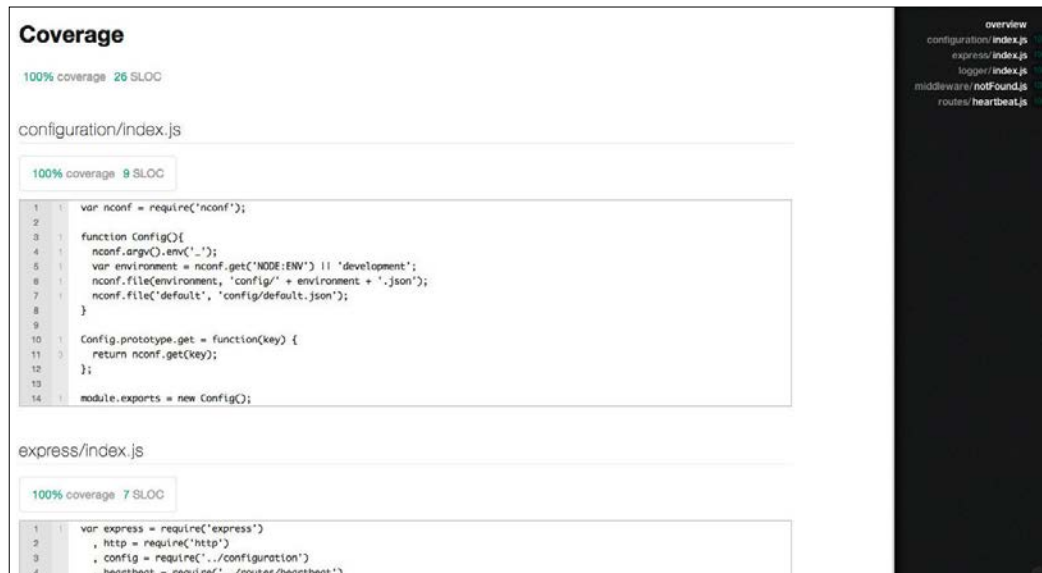 Coverage
100% coverage 26 SLOC
configuration/index.js
100% coverage 9 SLOC
1 1 var nconf = require('nconf');
2
3 1 function Config(){
4 1 nconf.argv().env('_');
5 1 var environment = nconf.get('NODE:ENV') || 'development';
6 1 nconf.file(environment, 'config/' + environment + '.json');
7 1 nconf.file('default', 'config/default.json');
8 }
9
10 1 Config.prototype.get = function(key) {
11 3 return nconf.get(key);
12 };
13
14 1 module.exports = new Config();
express/index.js
100% coverage 7 SLOC
1 1 var express = require('express')
2 , http = require('http')
3 , config = require('../configuration')
4 , heartbeat = require('../routes/heartbeat')
overview
configuration/index.js
express/index.js
logger/index.js
middleware/notFound.js
routes/heartbeat.js